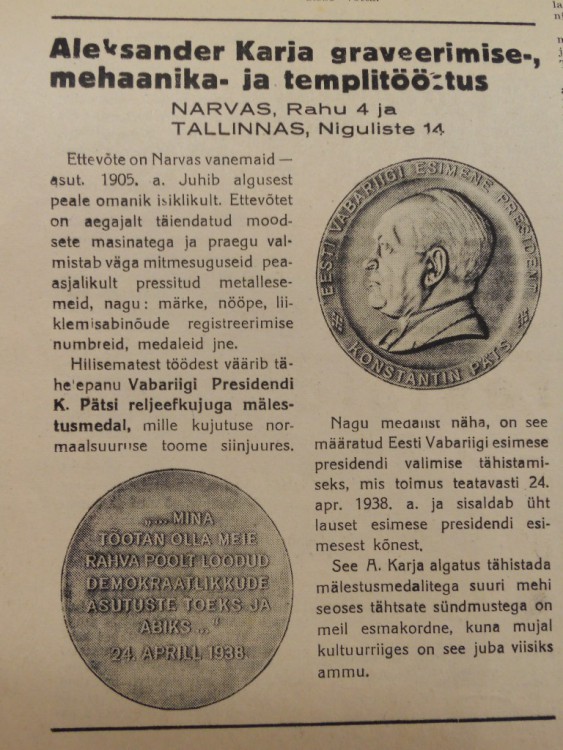 Aleksander Karja graveerimise-,
mehaanika- ja templitööstus
NARVAS, Rahu 4 ja
TALLINNAS, Niguliste 14
Ettevõte on Narvas vanemaid —
asut. 1905. a. Juhib algusest
peale omanik isiklikult. Ettevõtet
on aegajalt täiendatud mood-
sete masinatega ja praegu val-
mistab väga mitmesuguseid pea-
asjalikult pressitud metallese-
meid, nagu: märke, nööpe, lii-
klemisabinõude registreerimise
numbreid, medaleid jne.
Hilisematest töödest väärib tä-
helepanu Vabariigi Presidendi
K. Pätsi reljeefkujuga mäles-
tusmedal, mille kujutuse nor-
maalsuuruse toome siinjuures.
EESTI VABARIIGI ESIMENE PRESIDENT
KONSTANTIN PÄTS
„.... MINA
TÕOTAN OLLA MEIE
RAHVA POOLT LOODUD
DEMOKRAATLIKKUDE
ASUTUSTE TOEKS JA
ABIKS ..."
24. APRILL 1938.
Nagu medalist näha, on see
määratud Eesti Vabariigi esimese
presidendi valimise tähistami-
seks, mis toimus teatavasti 24.
apr. 1938. a. ja sisaldab üht
lauset esimese presidendi esi-
mesest kõnest.
See A. Karja algatus tähistada
mälestusmedalitega suuri mehi
seoses tähtsate sündmustega on
meil esmakordne, kuna mujal
kultuurriiges on see juba viisiks
ammu.